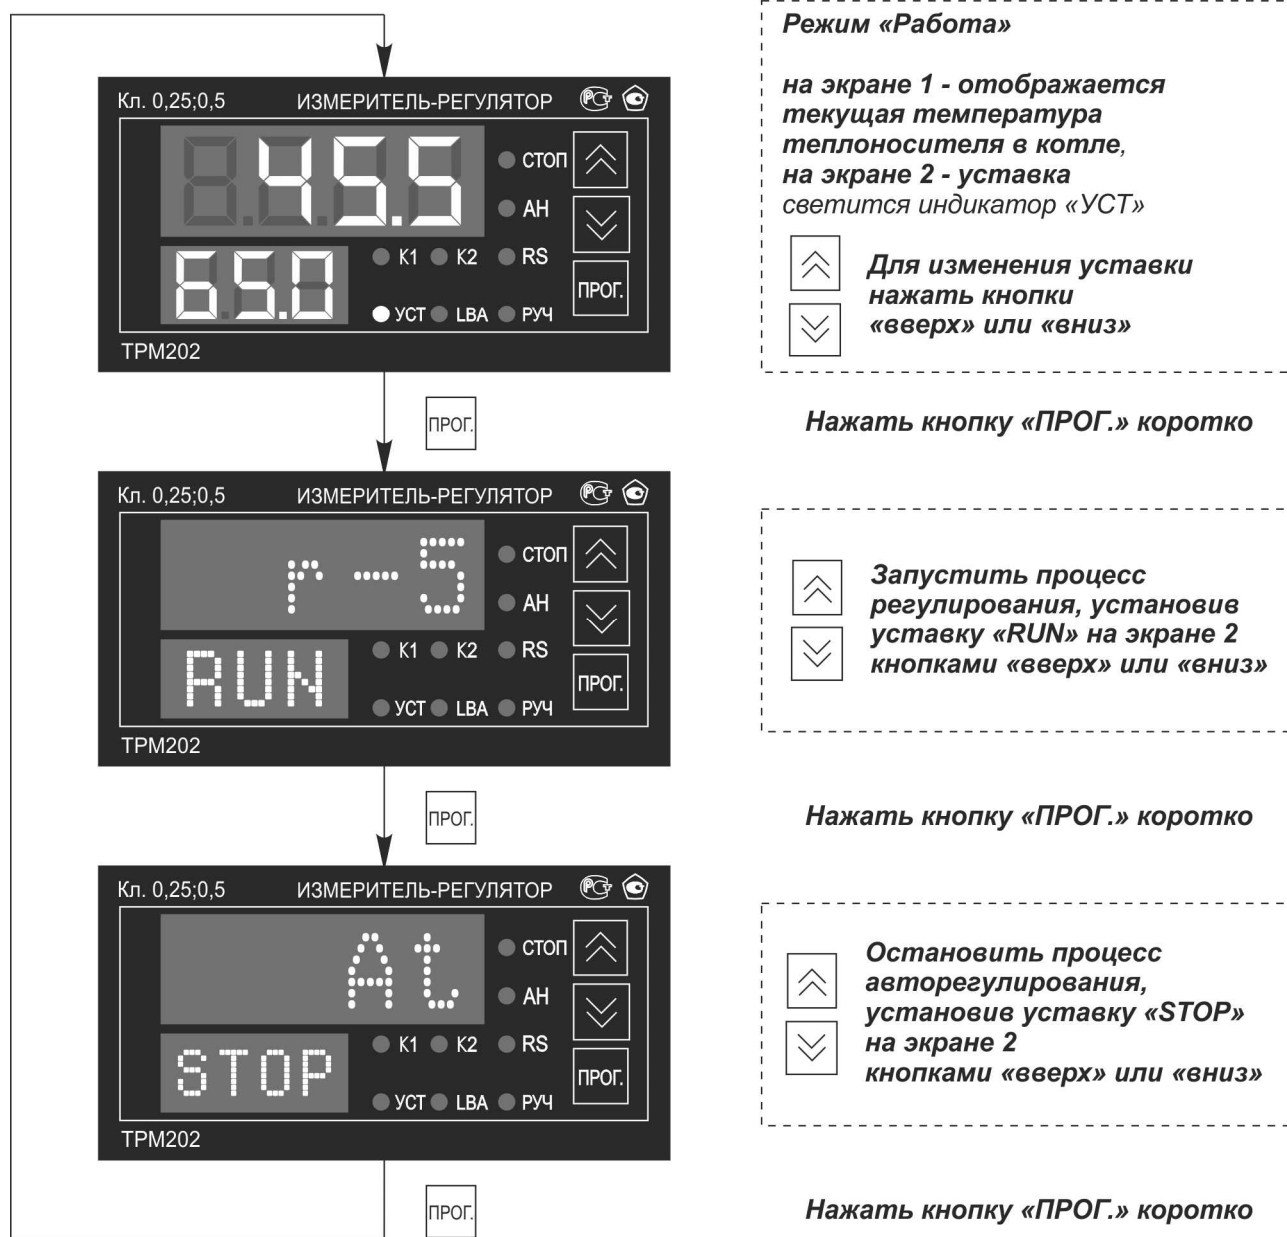 Режим «Работа»
на экране 1 - отображается
текущая температура
теплоносителя в котле,
на экране 2 - уставка
светится индикатор «УСТ»
Для изменения уставки
нажать кнопки
«вверх» или «вниз»
Кл. 0,25;0,5 ИЗМЕРИТЕЛЬ-РЕГУЛЯТОР РСТ
45.5
СТОП
АН
65.0
К1 К2 RS
УСТ LBA РУЧ
ПРОГ.
ТРМ202
ПРОГ.
Нажать кнопку «ПРОГ.» коротко
Кл. 0,25;0,5 ИЗМЕРИТЕЛЬ-РЕГУЛЯТОР РСТ
r-S
СТОП
АН
RUN
К1 К2 RS
УСТ LBA РУЧ
ПРОГ.
ТРМ202
Запустить процесс
регулирования, установив
уставку «RUN» на экране 2
кнопками «вверх» или «вниз»
ПРОГ.
Нажать кнопку «ПРОГ.» коротко
Кл. 0,25;0,5 ИЗМЕРИТЕЛЬ-РЕГУЛЯТОР РСТ
At
СТОП
АН
STOP
К1 К2 RS
УСТ LBA РУЧ
ПРОГ.
ТРМ202
Остановить процесс
авторегулирования,
установив уставку «STOP»
на экране 2
кнопками «вверх» или «вниз»
ПРОГ.
Нажать кнопку «ПРОГ.» коротко